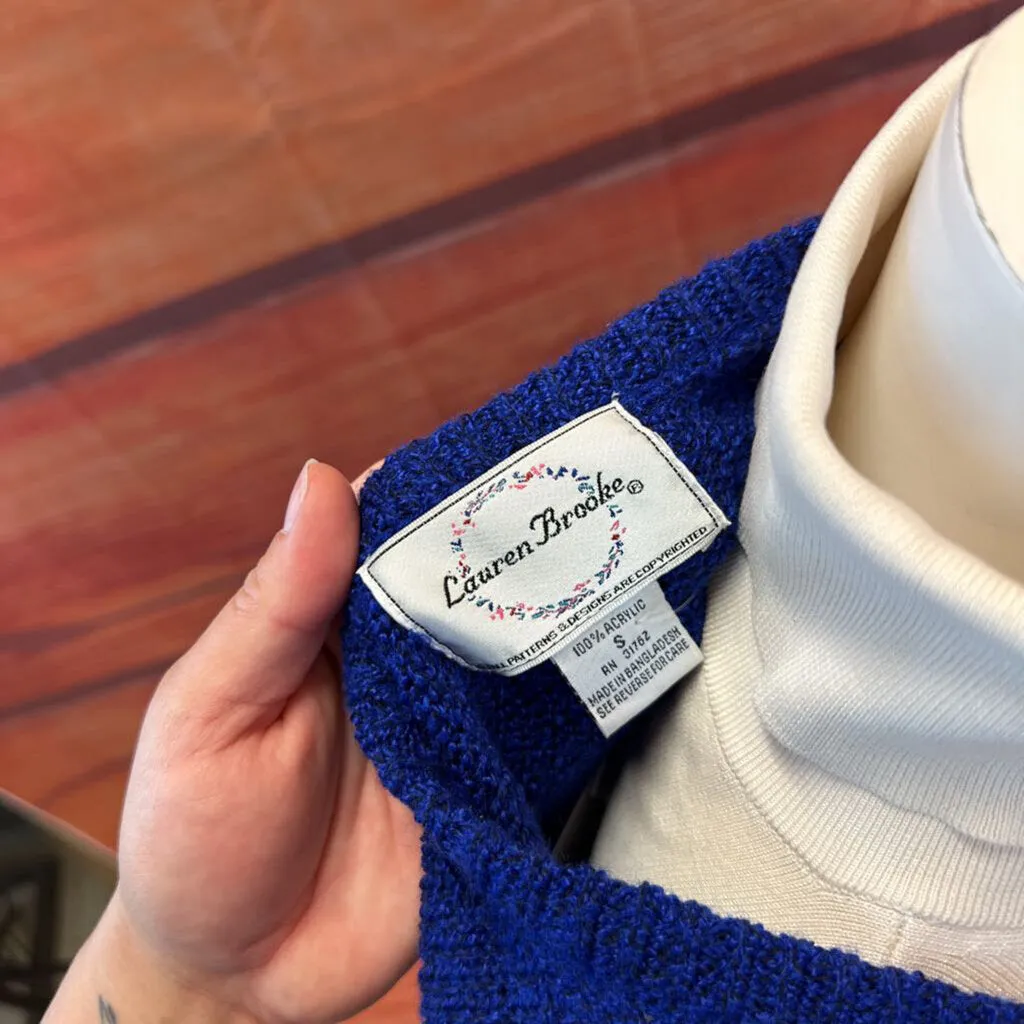 Lauren Brooke®
ALL PATTERNS & DESIGNS ARE COPYRIGHTED
100% ACRYLIC
S
RN 31762
MADE IN BANGLADESH
SEE REVERSE FOR CARE